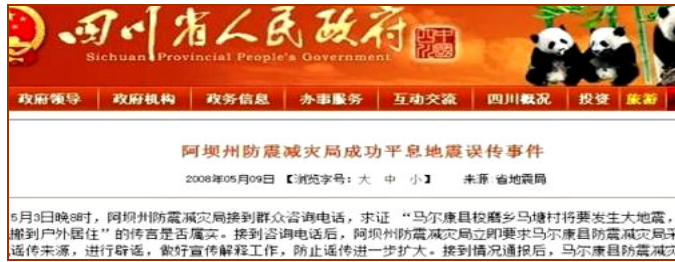 四川省人民政府
Sichuan Provincial People's Government
政府领导 政府机构 政务信息 办事服务 互动交流 四川概况 投资 旅游
阿坝州防震减灾局成功平息地震误传事件
2008年05月09日 【浏览字号：大 中 小】 来源:省地震局
5月3日晚8时，阿坝州防震减灾局接到群众咨询电话，求证 “马尔康县梭磨乡马塘村将要发生大地震，
搬到户外居住”的传言是否属实。接到咨询电话后，阿坝州防震减灾局立即要求马尔康县防震减灾局
谣传来源，进行辟谣，做好宣传解释工作，防止谣传进一步扩大。接到情况通报后，马尔康县防震减灾